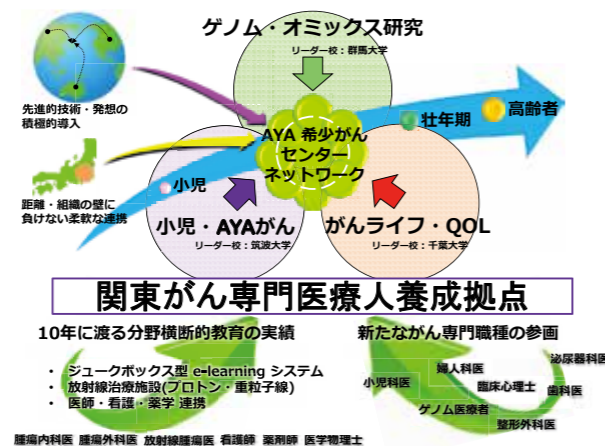 ゲノム・オミックス研究
リーダー校：群馬大学
先進的技術・発想の
積極的導入
高齢者
壮年期
AYA 希少がん
センター
ネットワーク
小児
距離・組織の壁に
負けない柔軟な連携
小児・AYAがん
リーダー校：筑波大学
がんライフ・QOL
リーダー校：千葉大学
関東がん専門医療人養成拠点
10年に渡る分野横断的教育の実績
・ ジュークボックス型 e-learning システム
・ 放射線治療施設(プロトン・重粒子線)
・ 医師・看護・薬学 連携
腫瘍内科医 腫瘍外科医 放射線腫瘍医 看護師 薬剤師 医学物理士
新たながん専門職種の参画
泌尿器科医
婦人科医
小児科医
臨床心理士
歯科医
ゲノム医療者
整形外科医